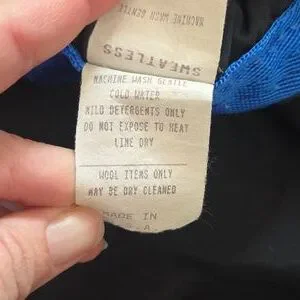 MACHINE WASH GENTLE
SWEATLESS
MACHINE WASH GENTLE
COLD WATER
MILD DETERGENTS ONLY
DO NOT EXPOSE TO HEAT
LINE DRY
WOOL ITEMS ONLY
MAY BE DRY CLEANED
MADE IN
S.A.